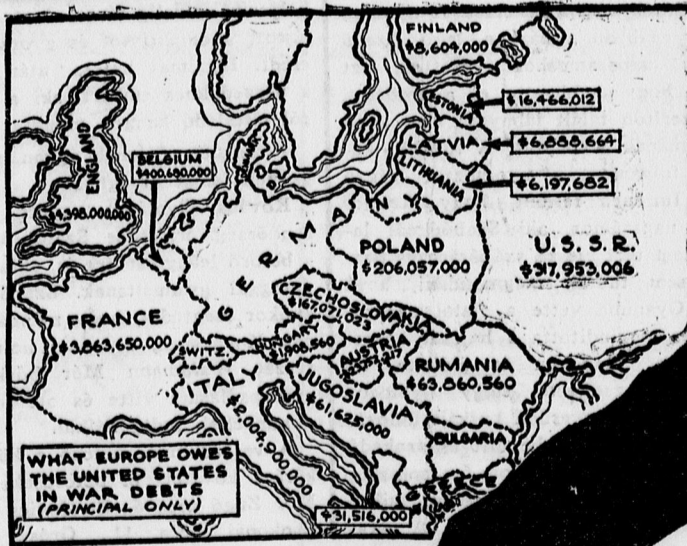 FINLAND
$8,604,000
ESTONIA
$16,466,012
LATVIA
$6,888,664
LITHUANIA
$6,197,682
ENGLAND
$4,398,000,000
BELGIUM
$400,680,000
GERMANY
POLAND
$206,057,000
U.S.S.R.
$317,953,006
FRANCE
$3,863,650,000
CZECHOSLOVAKIA
$167,071,023
SWITZ.
HUNGARY
$1,908,560
AUSTRIA
RUMANIA
$63,860,560
ITALY
$2,004,900,000
JUGOSLAVIA
$61,625,000
BULGARIA
GREECE
$31,516,000
WHAT EUROPE OWES
THE UNITED STATES
IN WAR DEBTS
(PRINCIPAL ONLY)